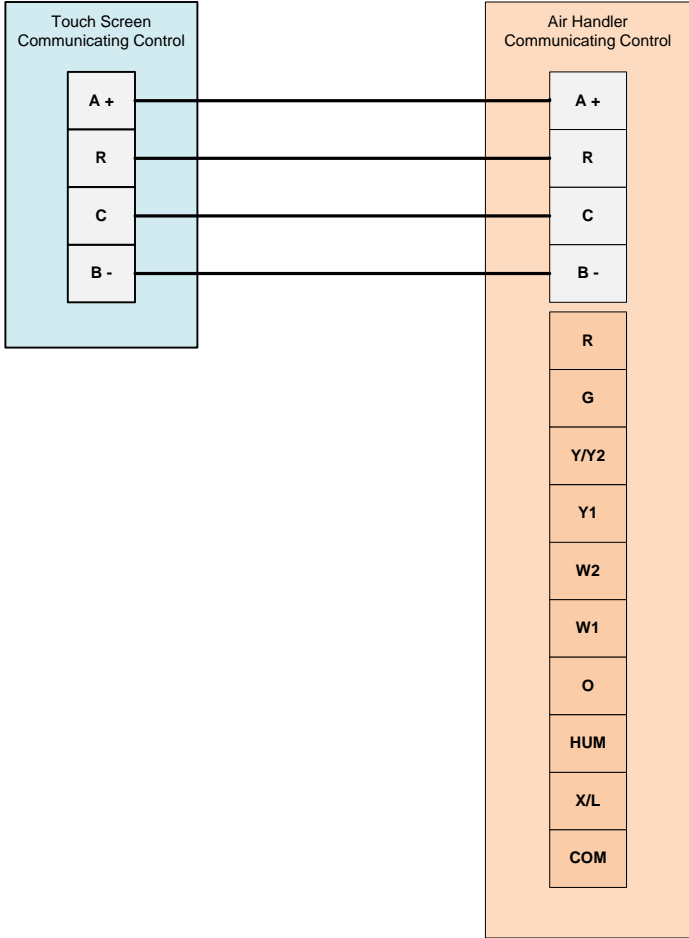 Touch Screen
Communicating Control
A +
R
C
B -
Air Handler
Communicating Control
A +
R
C
B -
R
G
Y/Y2
Y1
W2
W1
O
HUM
X/L
COM